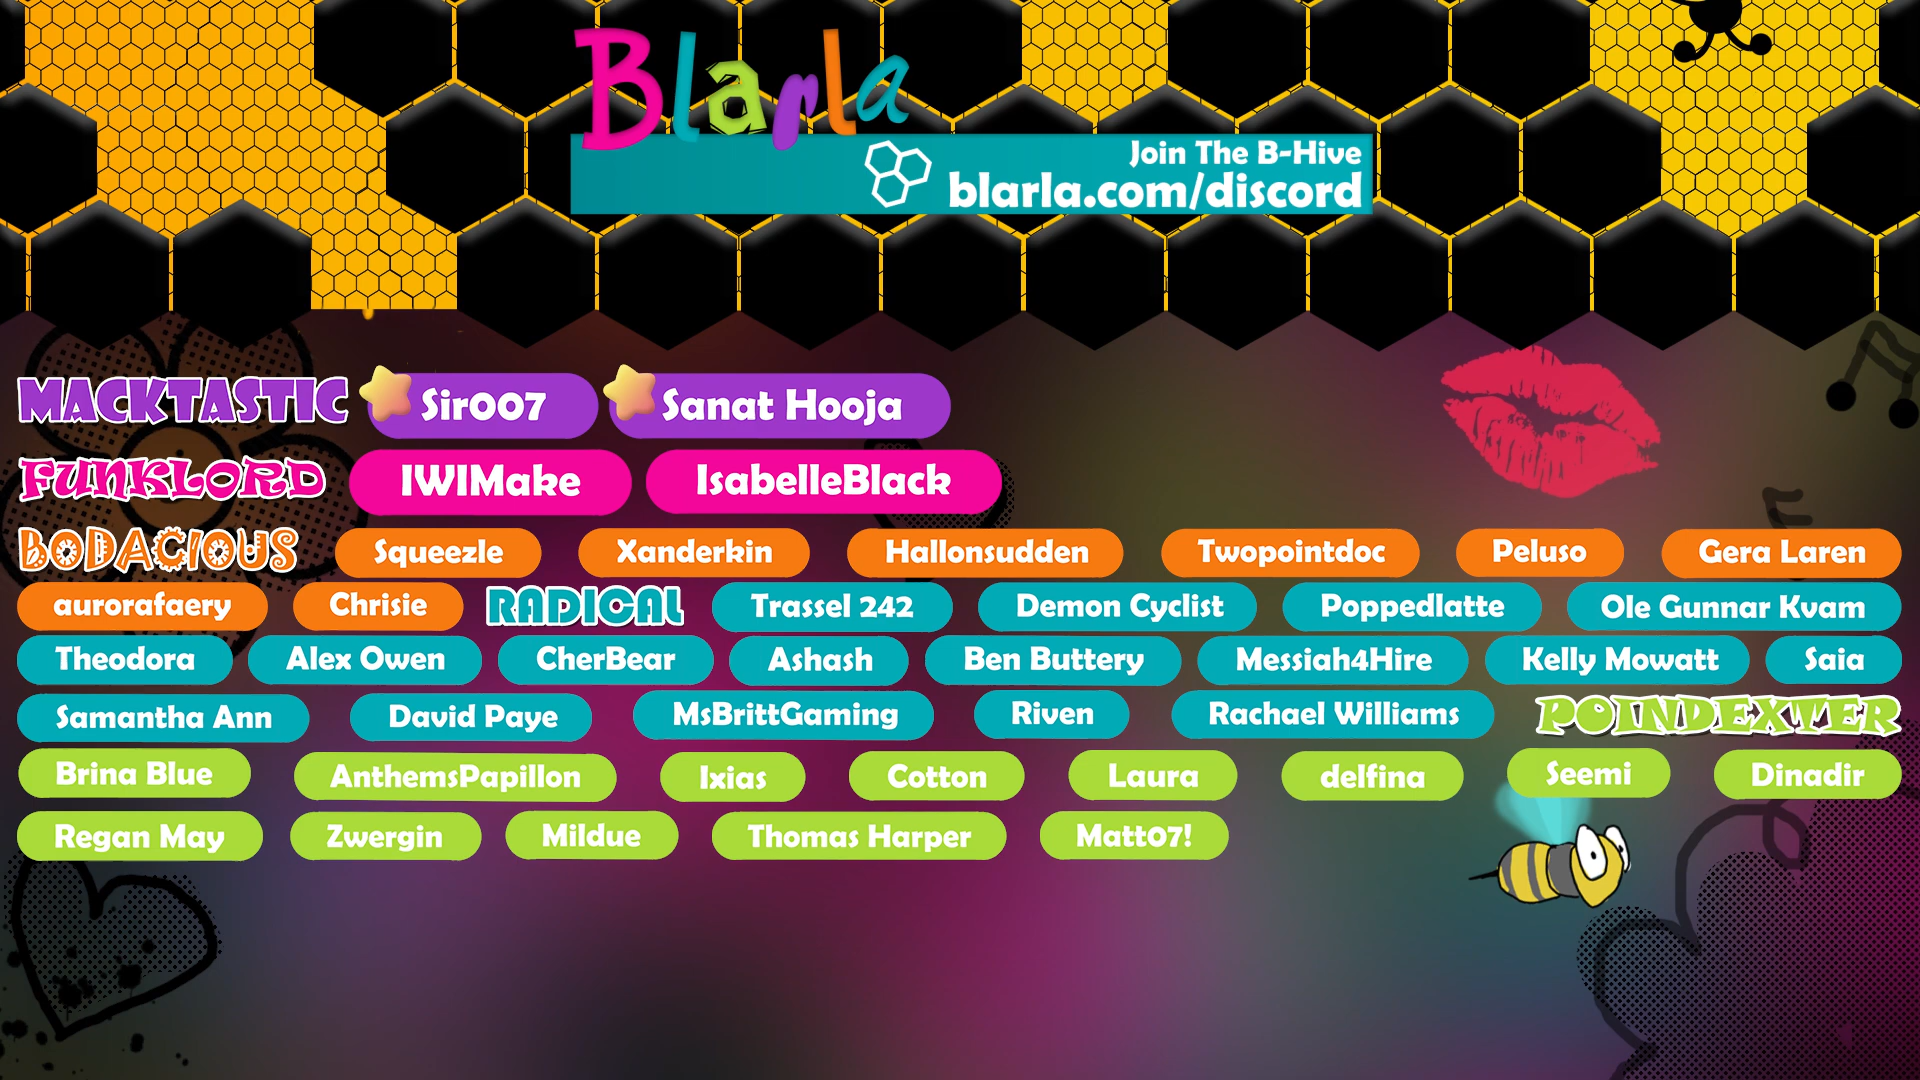 Blarla
Join The B-Hive
blarla.com/discord
MACKTASTIC Sir007 Sanat Hooja
FUNKLORD IWIMake IsabelleBlack
BODACIOUS Squeezle Xanderkin Hallonsudden Twopointdoc Peluso Gera Laren
aurorafaery Chrisie RADICAL Trassel 242 Demon Cyclist Poppedlatte Ole Gunnar Kvam
Theodora Alex Owen CherBear Ashash Ben Buttery Messiah4Hire Kelly Mowatt Saia
Samantha Ann David Paye MsBrittGaming Riven Rachael Williams POINDEXTER
Brina Blue AnthemsPapillon Ixias Cotton Laura delfina Seemi Dinadir
Regan May Zwergin Mildue Thomas Harper Matt07!